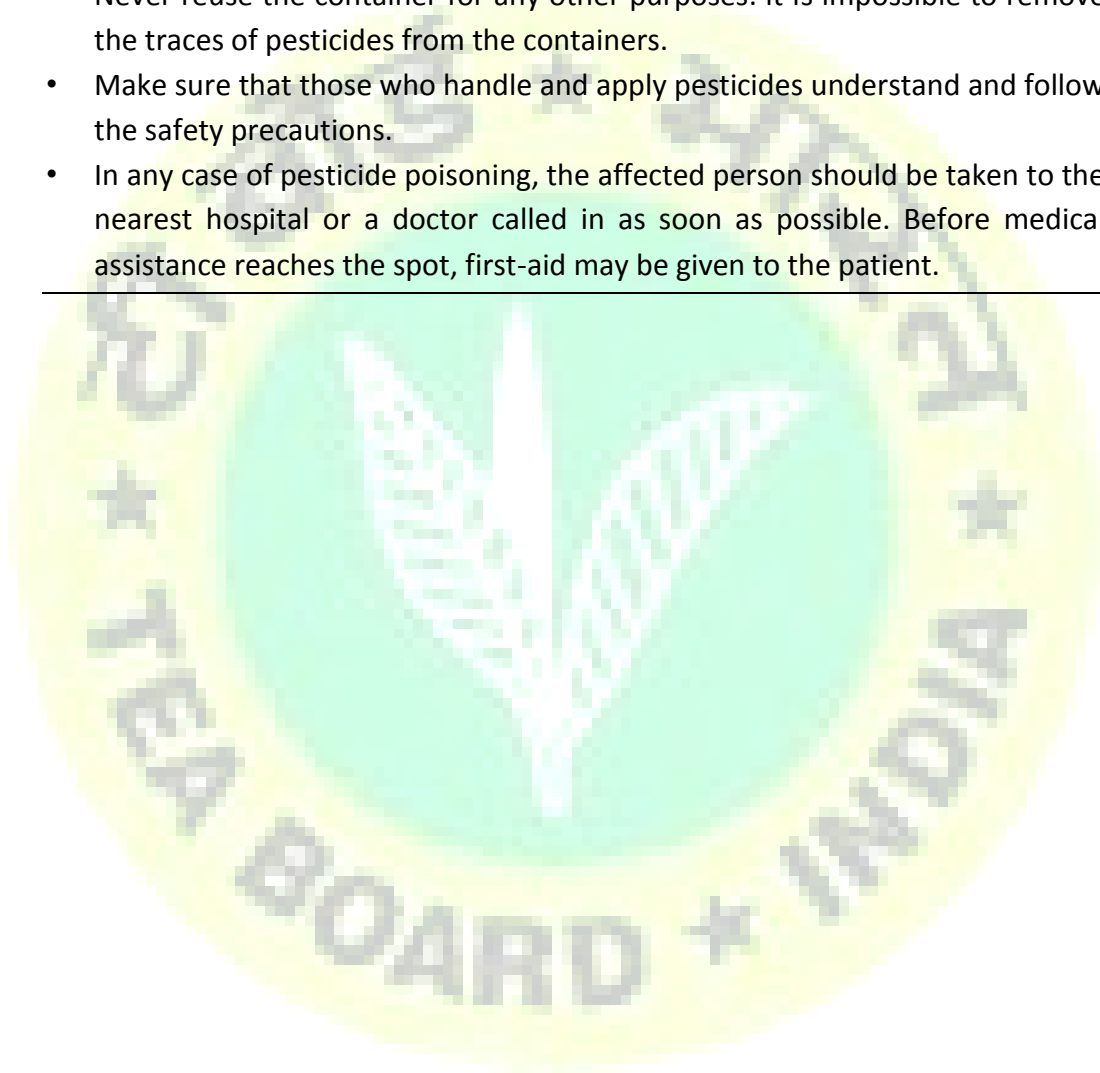 Never reuse the container for any other purposes. It is impossible to remove
the traces of pesticides from the containers.
• Make sure that those who handle and apply pesticides understand and follow
the safety precautions.
• In any case of pesticide poisoning, the affected person should be taken to the
nearest hospital or a doctor called in as soon as possible. Before medica
assistance reaches the spot, first-aid may be given to the patient.
टी बोर्ड ★ भारत
★ ★
TEA BOARD ★ INDIA